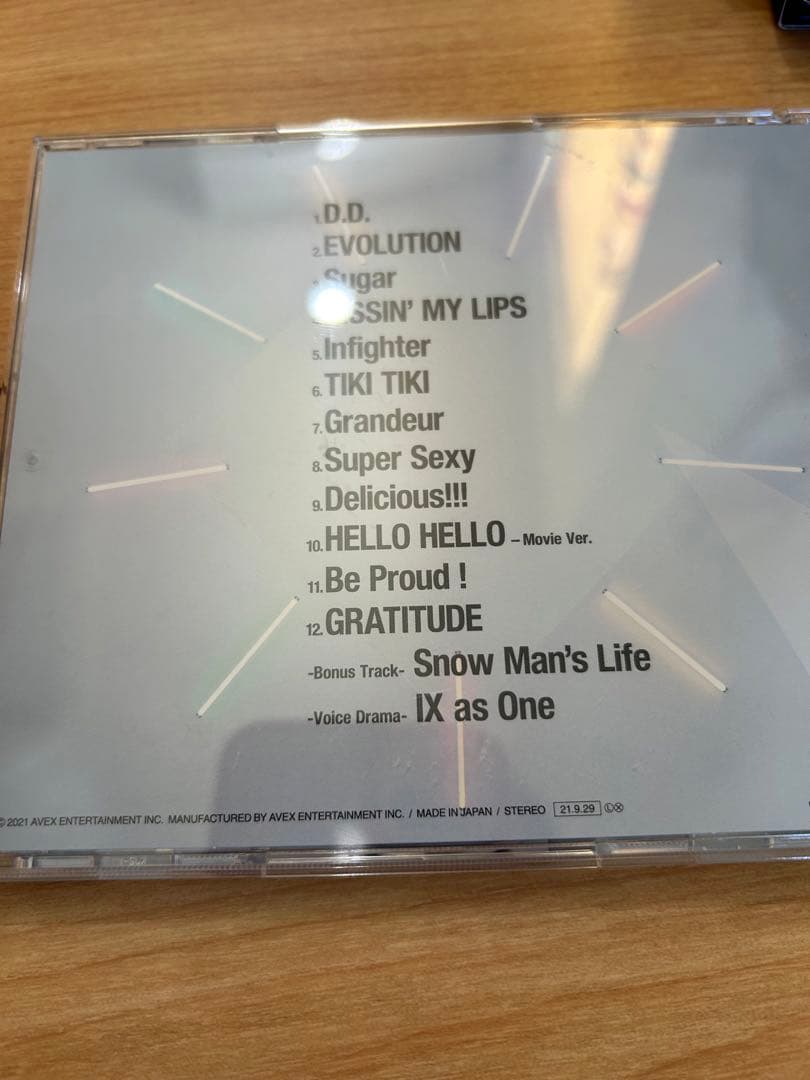 1. D.D.
2. EVOLUTION
Sugar
MY LIPS
5. Infighter
6. TIKI TIKI
7. Grandeur
8. Super Sexy
9. Delicious!!!
10. HELLO HELLO – Movie Ver.
11. Be Proud !
12. GRATITUDE
-Bonus Track- Snow Man's Life
-Voice Drama- IX as One
© 2021 AVEX ENTERTAINMENT INC. MANUFACTURED BY AVEX ENTERTAINMENT INC. / MADE IN JAPAN / STEREO 21.9.29 Ⓛⓧ